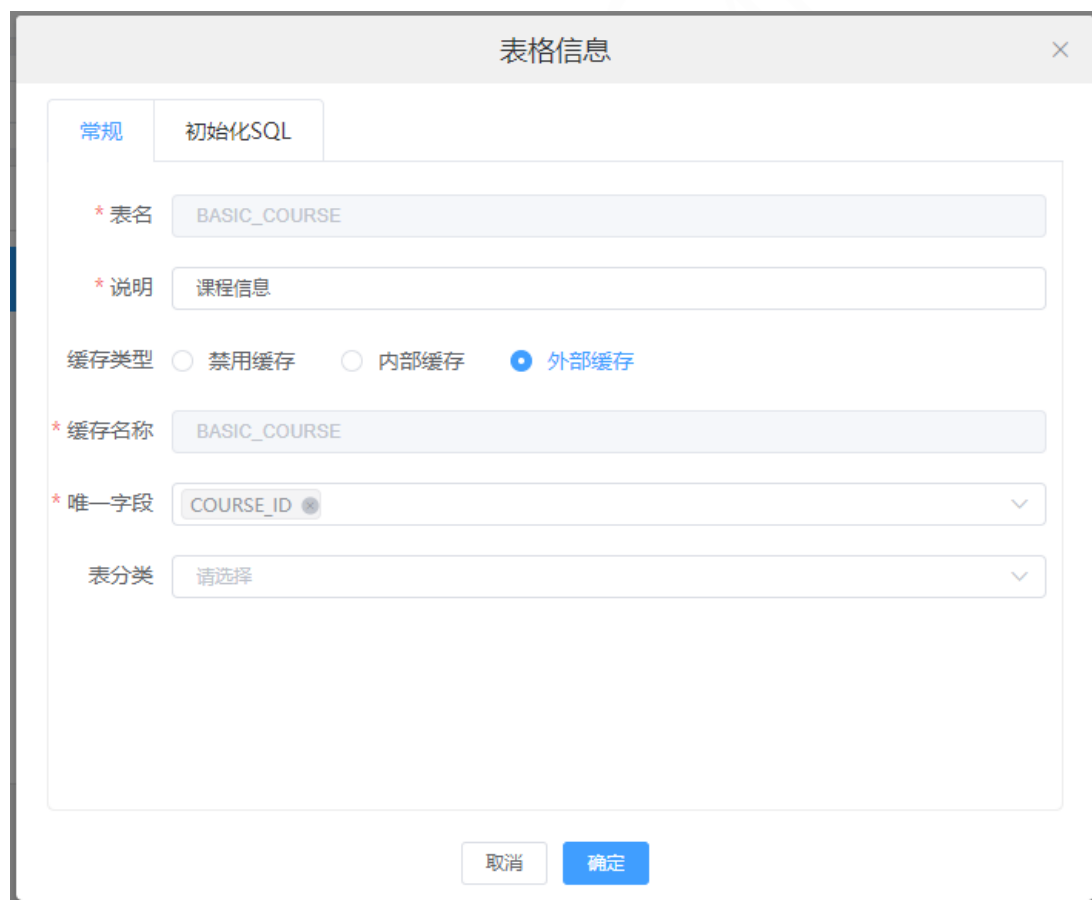 表格信息
常规 初始化SQL
* 表名 BASIC_COURSE
* 说明 课程信息
缓存类型 禁用缓存 内部缓存 外部缓存
* 缓存名称 BASIC_COURSE
* 唯一字段 COURSE_ID
表分类 请选择
取消 确定